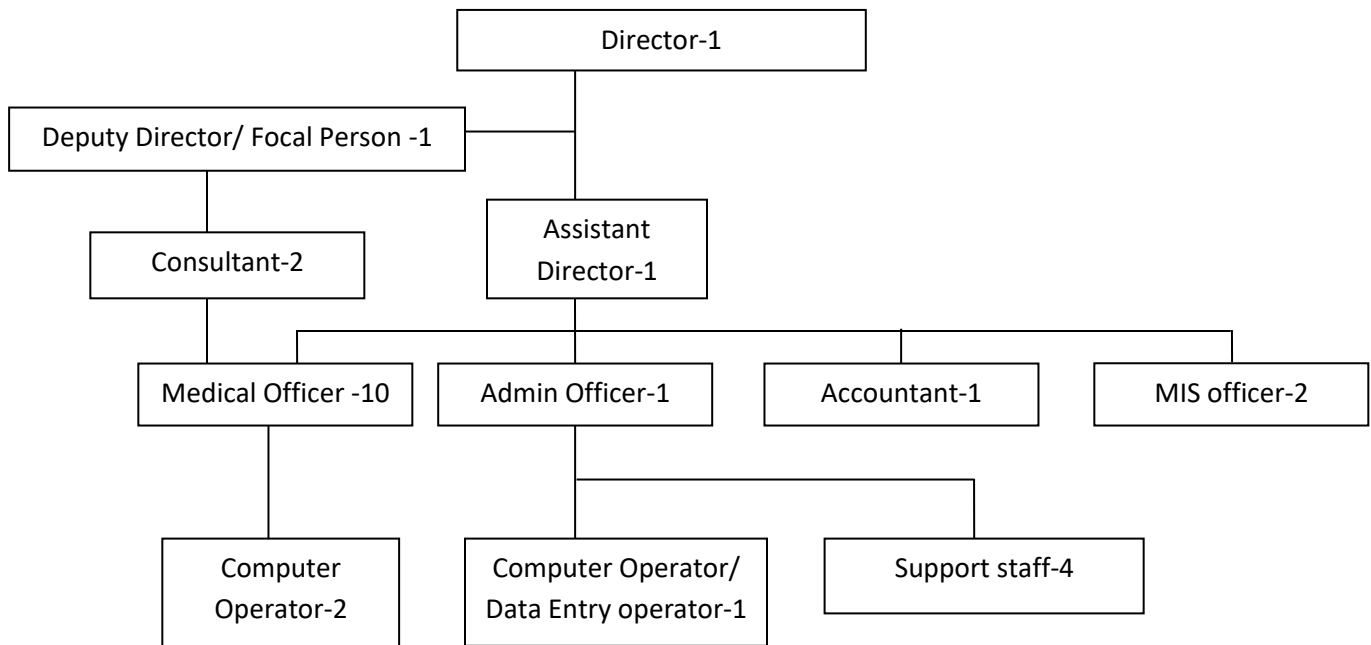 Director-1
Deputy Director/ Focal Person -1
Assistant
Director-1
Consultant-2
Medical Officer -10
Admin Officer-1
Accountant-1
MIS officer-2
Computer
Operator-2
Computer Operator/
Data Entry operator-1
Support staff-4